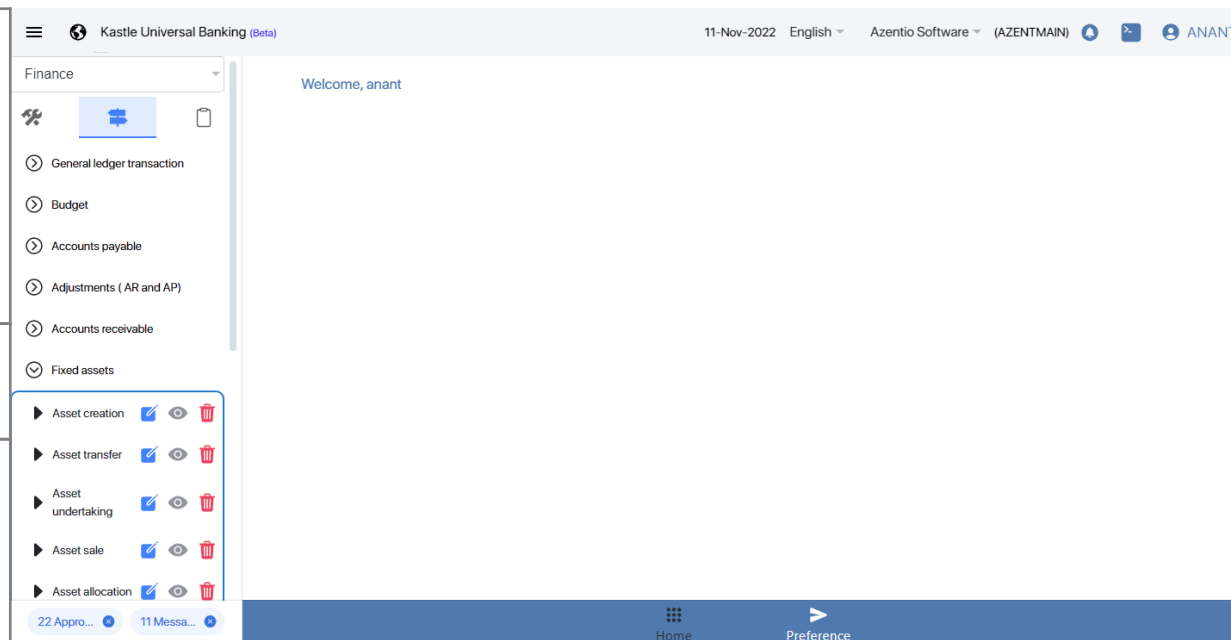 Kastle Universal Banking (Beta)
11-Nov-2022 English Azentio Software (AZENTMAIN) ANANT
Finance
Welcome, anant
General ledger transaction
Budget
Accounts payable
Adjustments ( AR and AP)
Accounts receivable
Fixed assets
Asset creation
Asset transfer
Asset
undertaking
Asset sale
Asset allocation
22 Appro... 11 Messa...
Home Preference